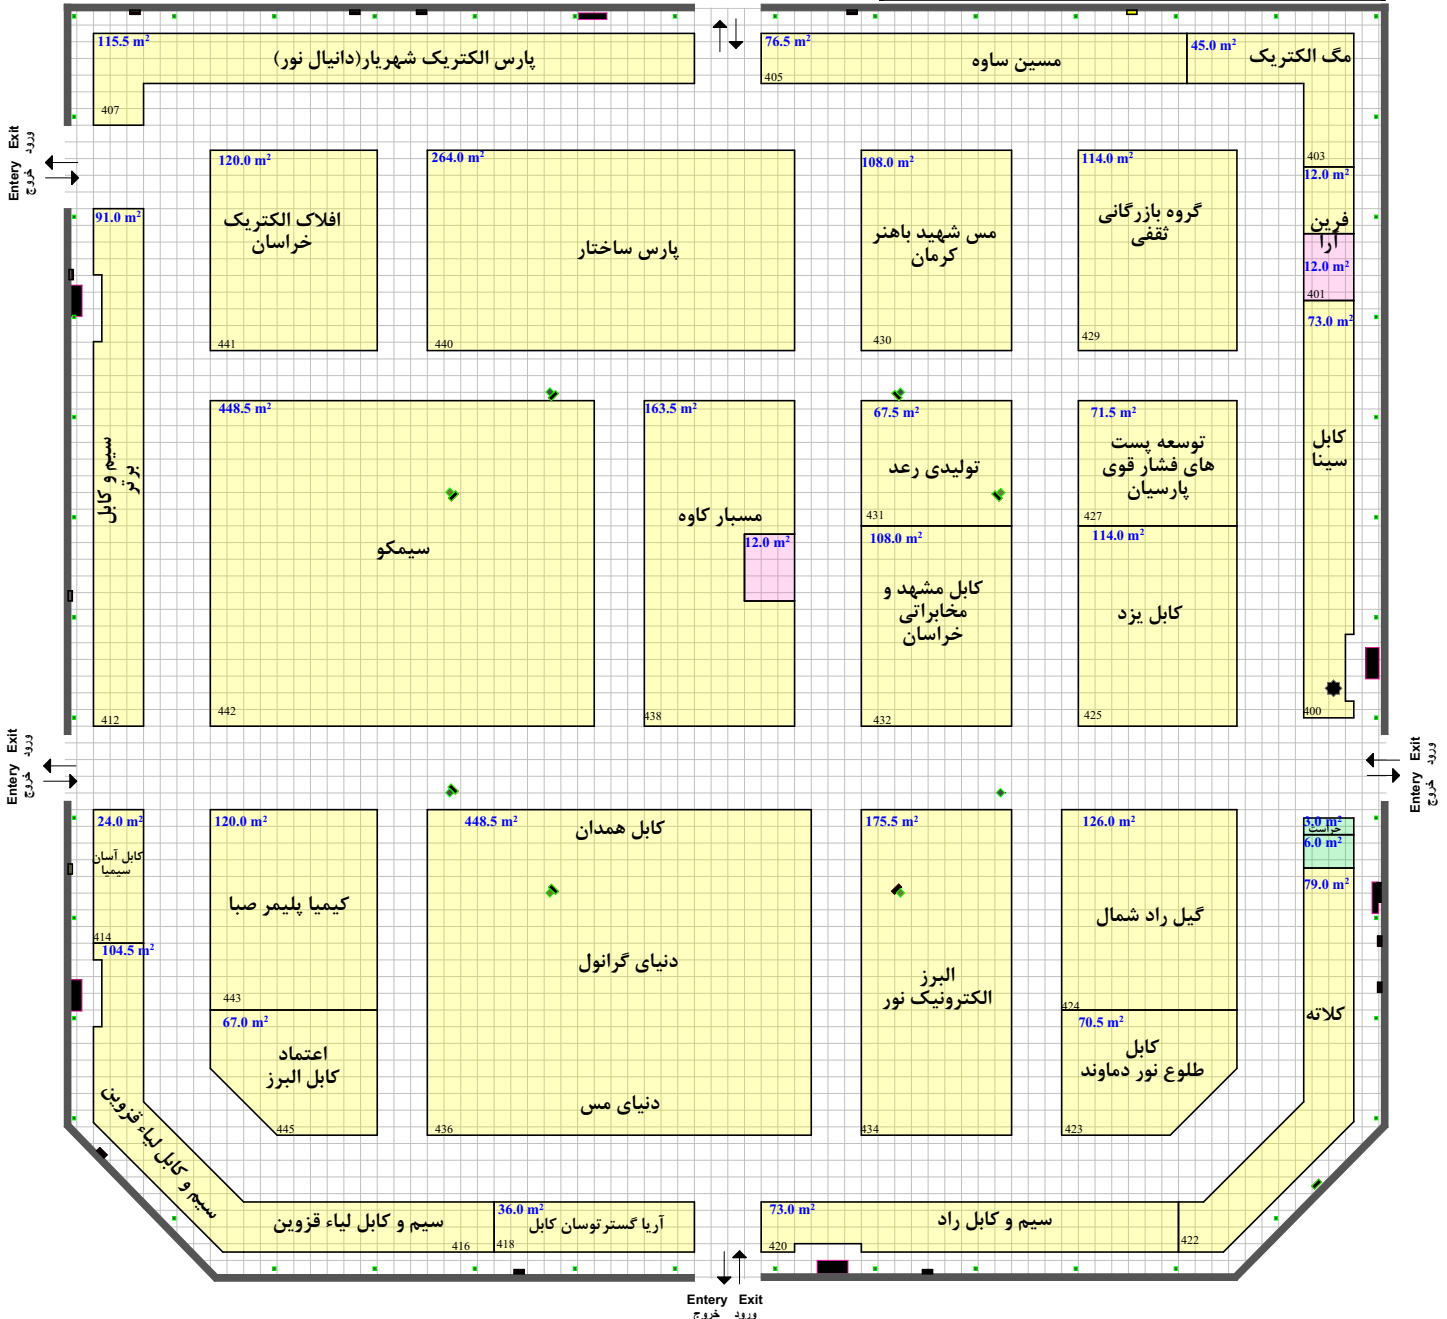 115.5 m²
پارس الکتریک شهریار(دانیال نور)
407
76.5 m²
مسین ساوه
405
45.0 m²
مگ الکتریک
403
Entery Exit
ورود
خروج
120.0 m²
افلاک الکتریک
خراسان
441
264.0 m²
پارس ساختار
440
108.0 m²
مس شهید باهنر
کرمان
430
114.0 m²
گروه بازرگانی
ثقفی
429
12.0 m²
فرین
آرا
12.0 m²
401
91.0 m²
سیم و کابل
برتر
412
448.5 m²
سیمکو
442
163.5 m²
مسبار کاوه
12.0 m²
438
67.5 m²
تولیدی رعد
431
71.5 m²
توسعه پست
های فشار قوی
پارسیان
427
73.0 m²
کابل
سینا
400
108.0 m²
کابل مشهد و
مخابراتی
خراسان
432
114.0 m²
کابل یزد
425
Entery Exit
ورود
خروج
Entery Exit
ورود
خروج
24.0 m²
کابل آسان
سیمیا
414
120.0 m²
کیمیا پلیمر صبا
443
448.5 m²
کابل همدان
دنیای گرانول
دنیای مس
436
175.5 m²
البرز
الکترونیک نور
434
126.0 m²
گیل راد شمال
424
3.0 m²
حراست
6.0 m²
79.0 m²
کلاته
422
104.5 m²
سیم و کابل لیاء قزوین
سیم و کابل لیاء قزوین
416
67.0 m²
اعتماد
کابل البرز
445
70.5 m²
کابل
طلوع نور دماوند
423
36.0 m²
آریا گسترتوسان کابل
418
73.0 m²
سیم و کابل راد
420
Entery Exit
خروج ورود